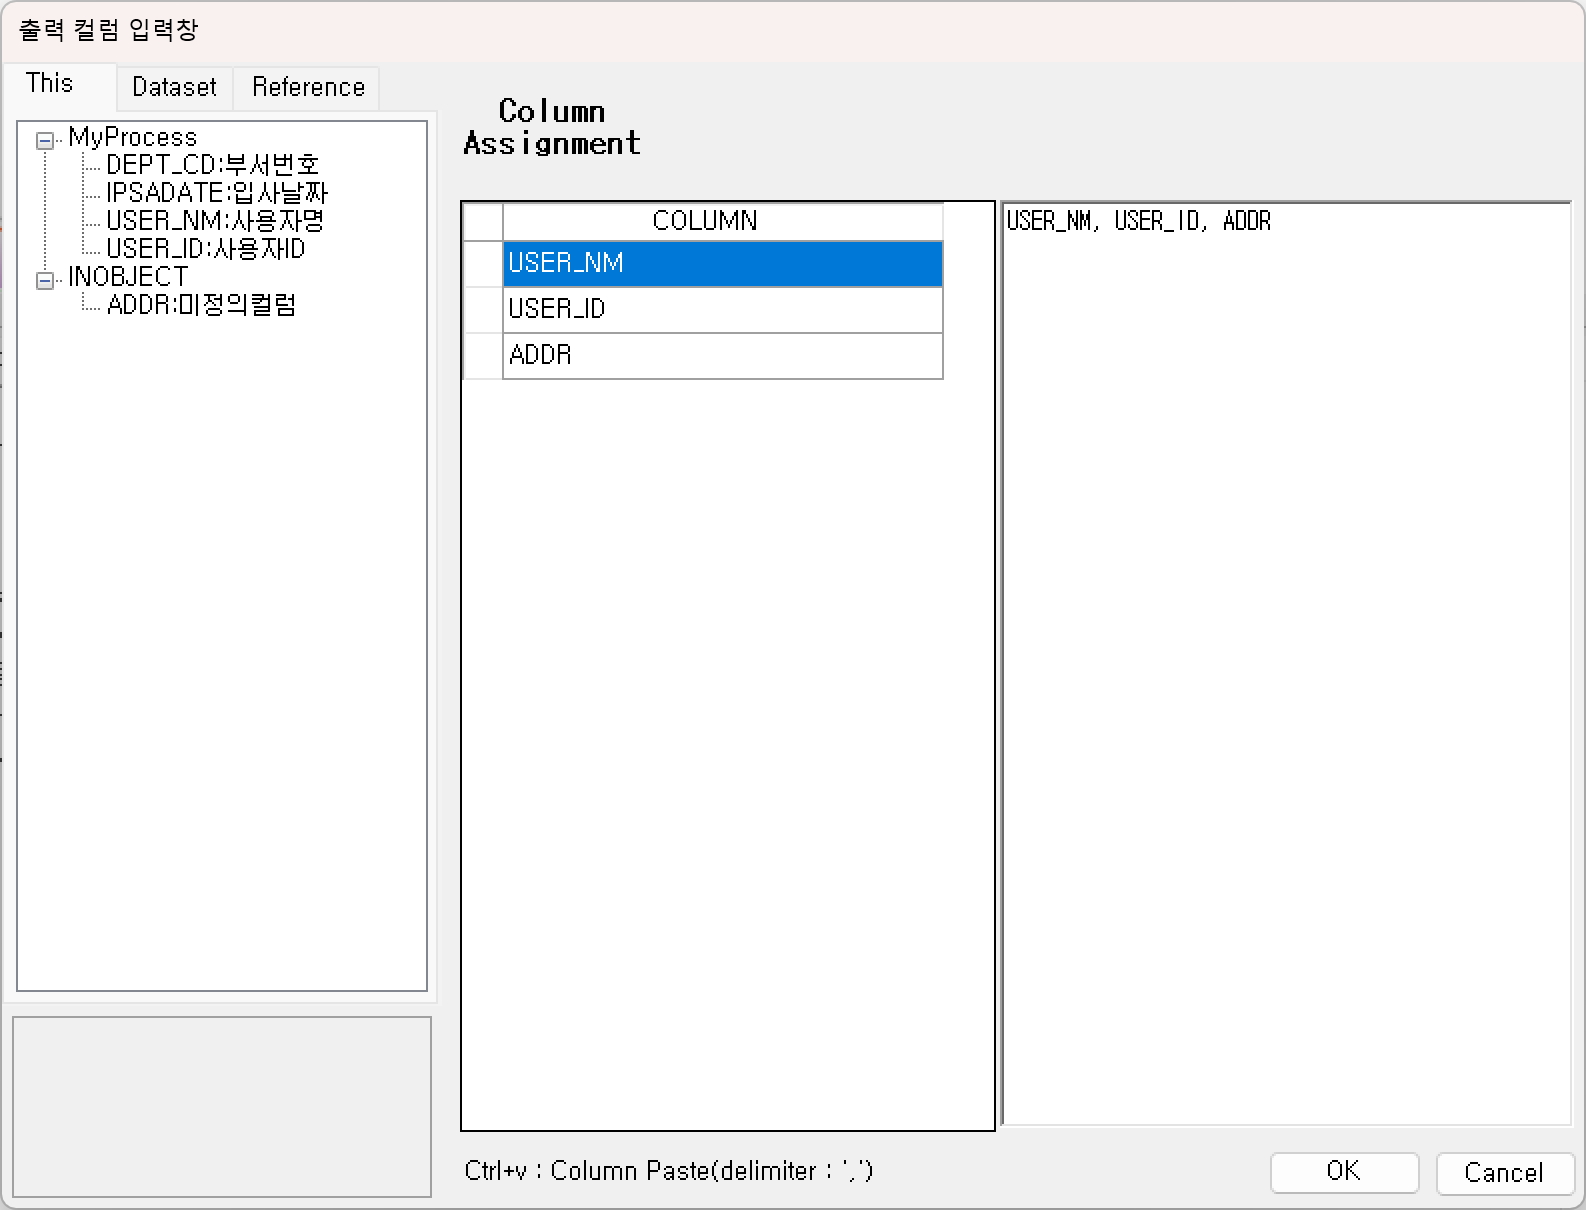 출력 컬럼 입력창
This
Dataset
Reference
MyProcess
DEPT_CD:부서번호
IPSADATE:입사날짜
USER_NM:사용자명
USER_ID:사용자ID
INOBJECT
ADDR:미정의컬럼
Column
Assignment
COLUMN
USER_NM
USER_ID
ADDR
USER_NM, USER_ID, ADDR
Ctrl+v : Column Paste(delimiter : ',')
OK
Cancel